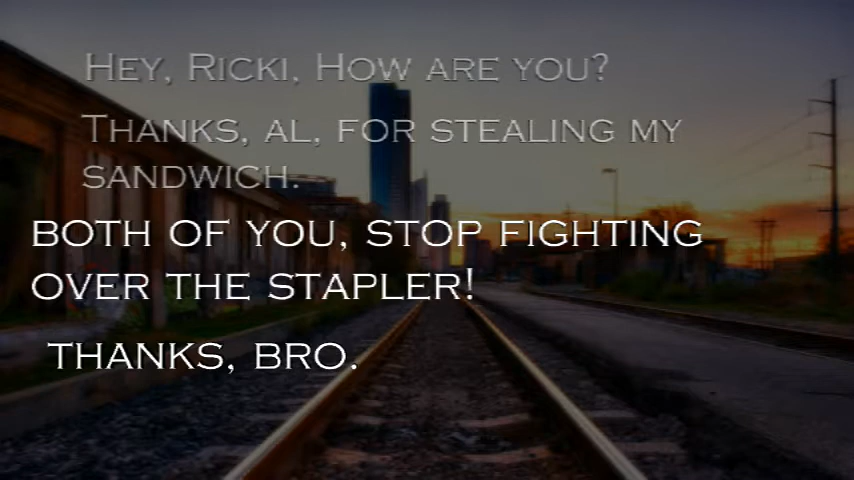 Hey, Ricki, How are you?
Thanks, al, for stealing my
sandwich.
both of you, stop fighting
over the stapler!
thanks, bro.